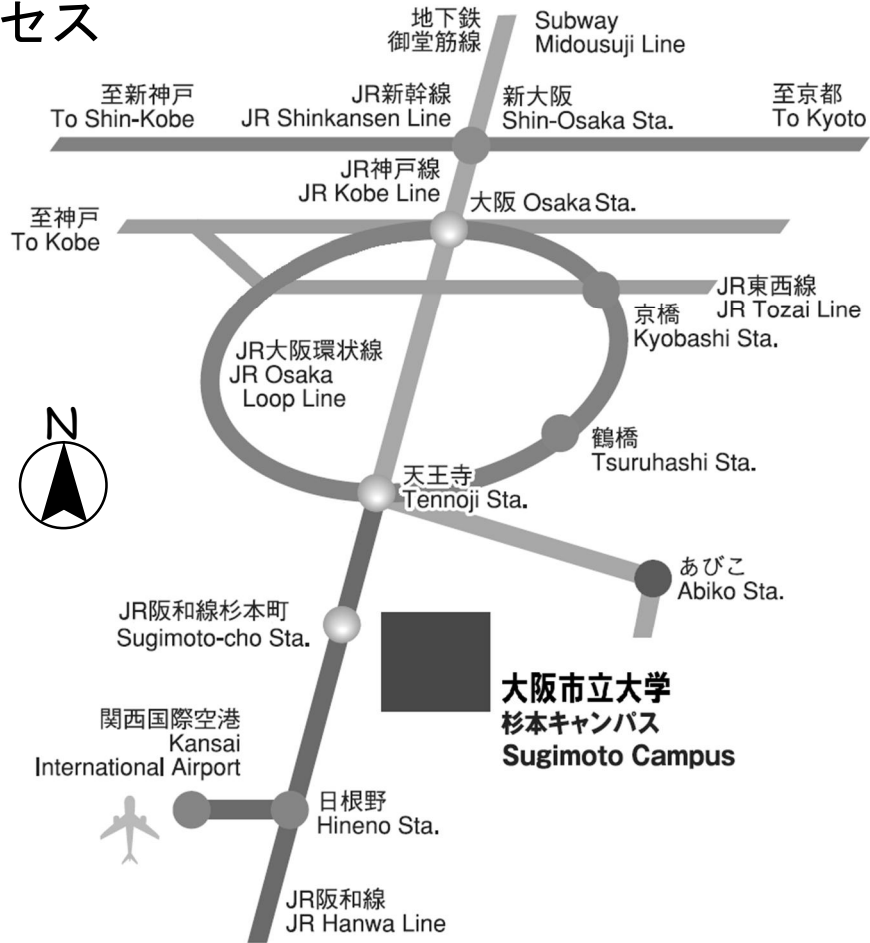 セス
地下鉄
御堂筋線
Subway
Midousuji Line
至新神戸
To Shin-Kobe
JR新幹線
JR Shinkansen Line
新大阪
Shin-Osaka Sta.
至京都
To Kyoto
JR神戸線
JR Kobe Line
大阪 Osaka Sta.
至神戸
To Kobe
JR東西線
JR Tozai Line
京橋
Kyobashi Sta.
JR大阪環状線
JR Osaka
Loop Line
N
鶴橋
Tsuruhashi Sta.
天王寺
Tennoji Sta.
あびこ
Abiko Sta.
JR阪和線杉本町
Sugimoto-cho Sta.
大阪市立大学
杉本キャンパス
Sugimoto Campus
関西国際空港
Kansai
International Airport
日根野
Hineno Sta.
JR阪和線
JR Hanwa Line